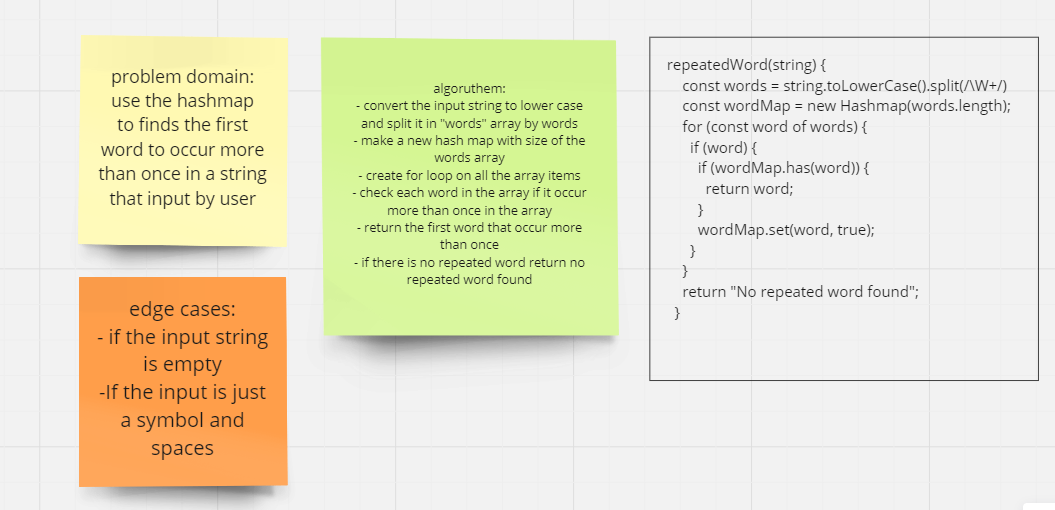 problem domain:
use the hashmap
to finds the first
word to occur more
than once in a string
that input by user
edge cases:
- if the input string
is empty
-If the input is just
a symbol and
spaces
algoruthem:
- convert the input string to lower case
and split it in "words" array by words
- make a new hash map with size of the
words array
- create for loop on all the array items
- check each word in the array if it occur
more than once in the array
- return the first word that occur more
than once
- if there is no repeated word return no
repeated word found
repeatedWord(string) {
const words = string.toLowerCase().split(/\W+/)
const wordMap = new Hashmap(words.length);
for (const word of words) {
if (word) {
if (wordMap.has(word)) {
return word;
}
wordMap.set(word, true);
}
}
return "No repeated word found";
}